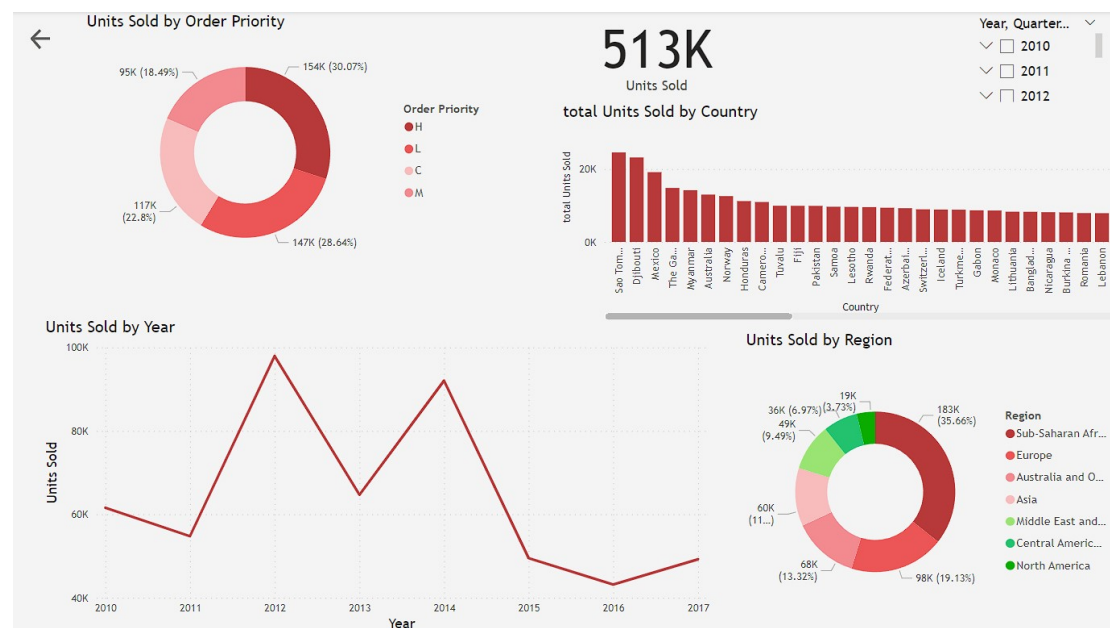 Units Sold by Order Priority
95K (18.49%)
154K (30.07%)
117K
(22.8%)
147K (28.64%)
Order Priority
H
L
C
M
513K
Units Sold
Year, Quarter...
2010
2011
2012
total Units Sold by Country
total Units Sold
20K
0K
Sao Tom...
Djibouti
Mexico
The Ga...
Myanmar
Australia
Norway
Honduras
Camero...
Tuvalu
Fiji
Pakistan
Samoa
Lesotho
Rwanda
Federat...
Azerbai...
Switzerl...
Iceland
Turkme...
Gabon
Monaco
Lithuania
Banglad...
Nicaragua
Burkina ...
Romania
Lebanon
Country
Units Sold by Year
Units Sold
100K
80K
60K
40K
2010
2011
2012
2013
2014
2015
2016
2017
Year
Units Sold by Region
19K
(3.73%)
36K (6.97%)
49K
(9.49%)
60K
(11...)
68K
(13.32%)
98K (19.13%)
183K
(35.66%)
Region
Sub-Saharan Afr...
Europe
Australia and O...
Asia
Middle East and...
Central Americ...
North America